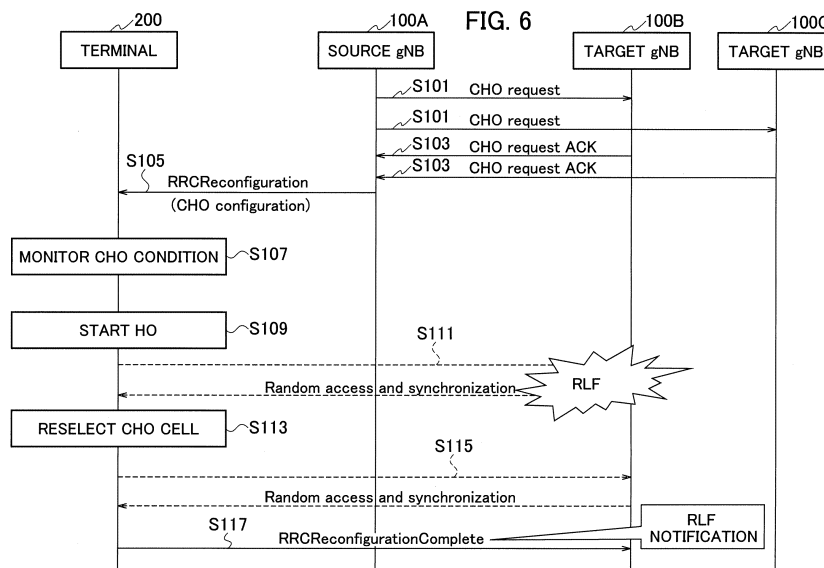 FIG. 6
200
100A
100B
100C
TERMINAL
SOURCE gNB
TARGET gNB
TARGET gNB
S101
CHO request
S101
CHO request
S103
CHO request ACK
S103
CHO request ACK
S105
RRCReconfiguration
(CHO configuration)
MONITOR CHO CONDITION
S107
START HO
S109
S111
RLF
Random access and synchronization
RESELECT CHO CELL
S113
S115
Random access and synchronization
S117
RRCReconfigurationComplete
RLF
NOTIFICATION